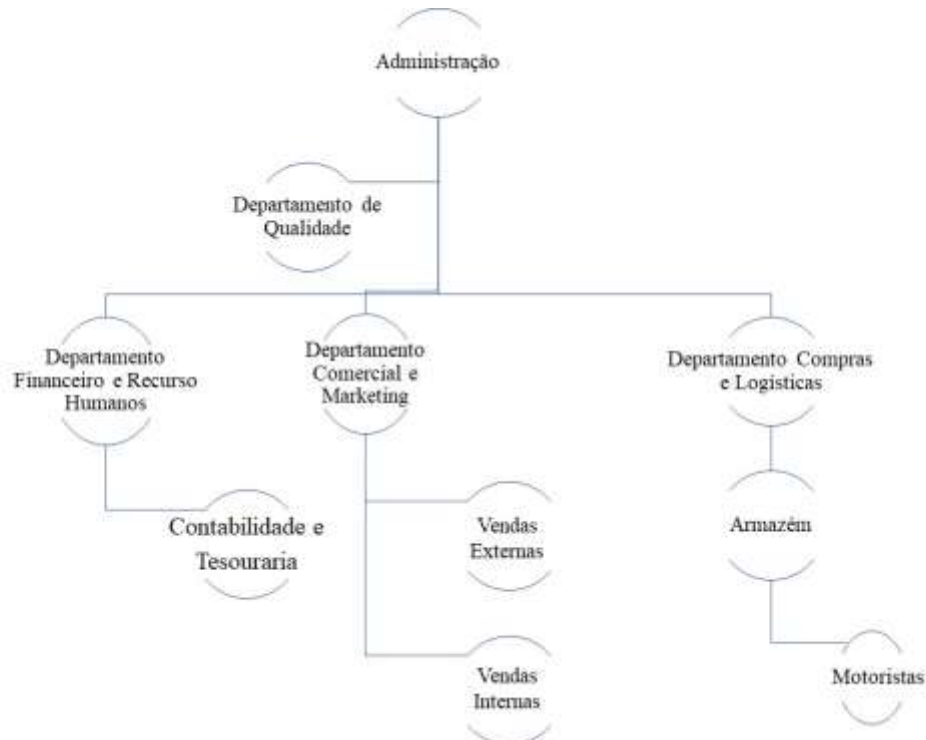 Administração
Departamento de
Qualidade
Departamento
Financeiro e Recurso
Humanos
Departamento
Comercial e
Marketing
Departamento Compras
e Logísticas
Contabilidade e
Tesouraria
Vendas
Externas
Vendas
Internas
Armazém
Motoristas